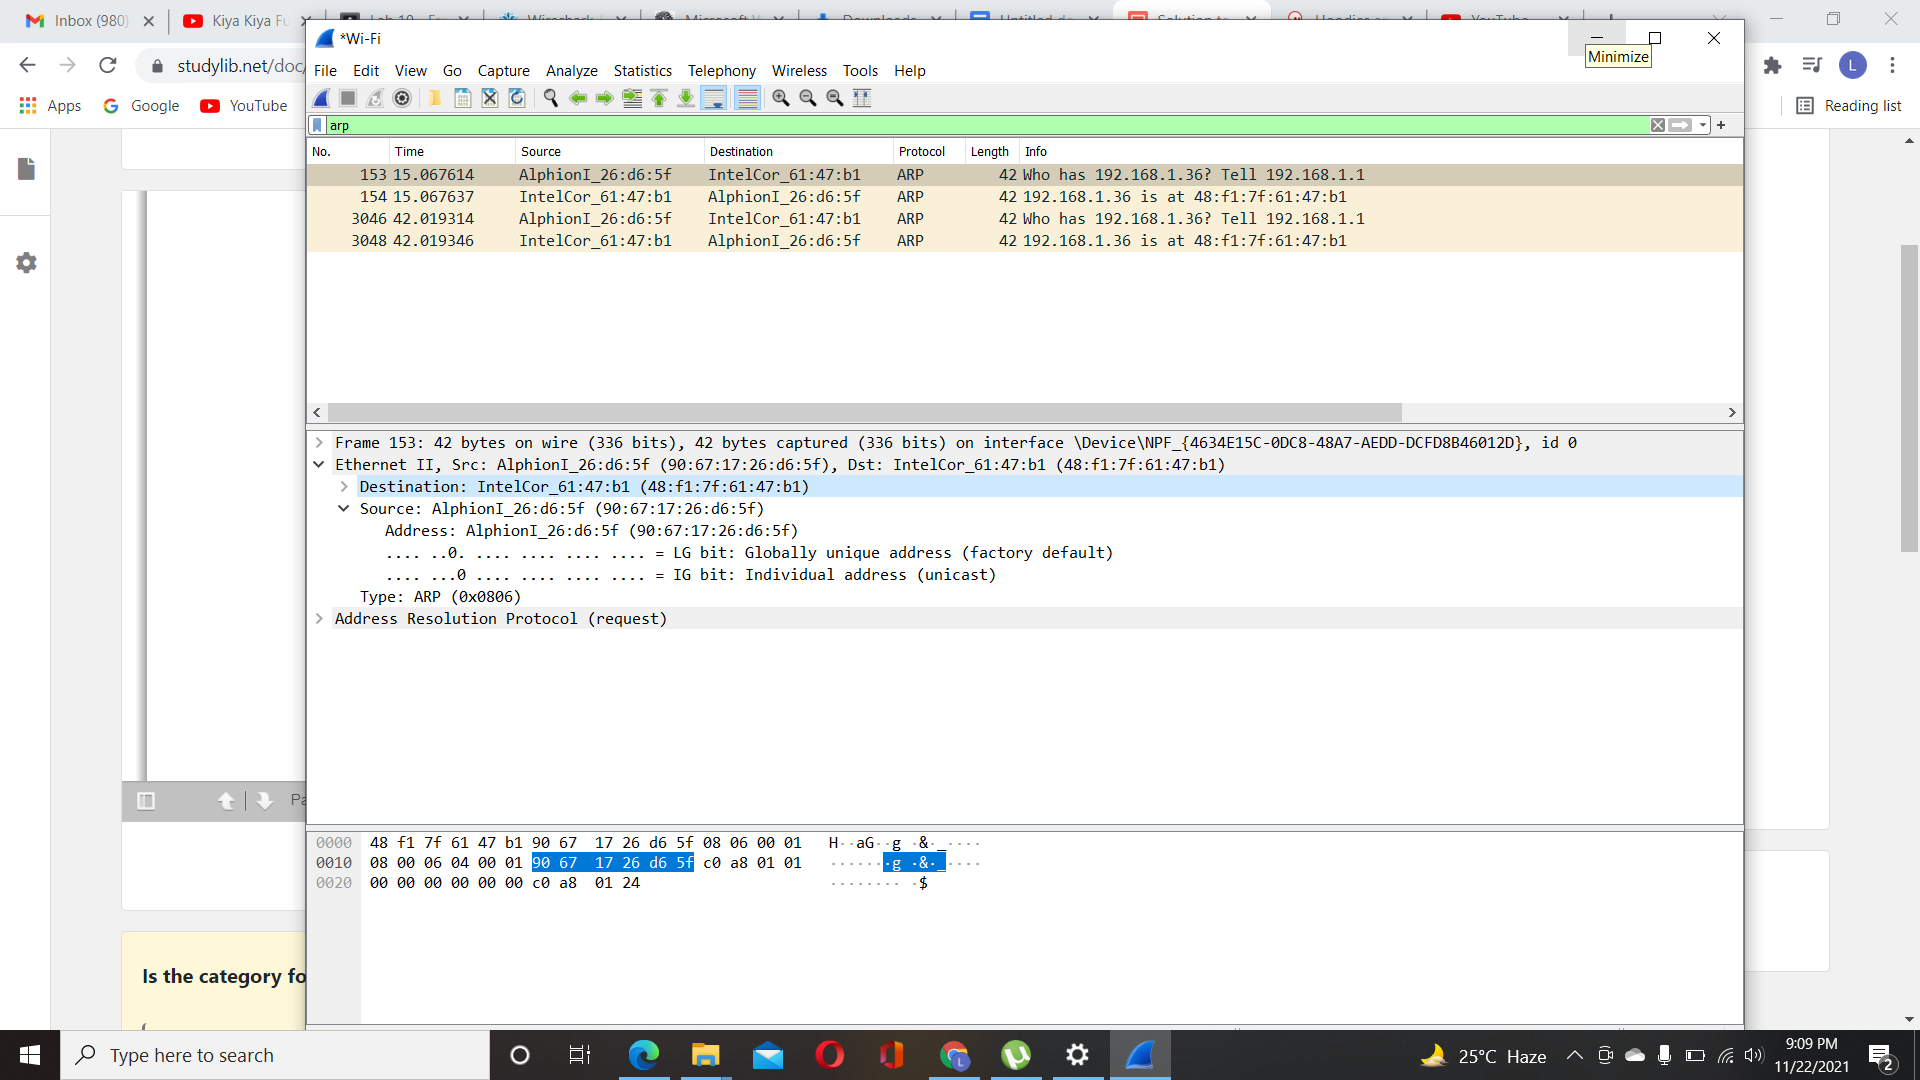 Inbox (980)
Kiya Kiya Fu
Untitled d
YouTube
studylib.net/doc/
Apps
Google
YouTube
Reading list
L
*Wi-Fi
Minimize
File Edit View Go Capture Analyze Statistics Telephony Wireless Tools Help
arp
No. Time Source Destination Protocol Length Info
153 15.067614 AlphionI_26:d6:5f IntelCor_61:47:b1 ARP 42 Who has 192.168.1.36? Tell 192.168.1.1
154 15.067637 IntelCor_61:47:b1 AlphionI_26:d6:5f ARP 42 192.168.1.36 is at 48:f1:7f:61:47:b1
3046 42.019314 AlphionI_26:d6:5f IntelCor_61:47:b1 ARP 42 Who has 192.168.1.36? Tell 192.168.1.1
3048 42.019346 IntelCor_61:47:b1 AlphionI_26:d6:5f ARP 42 192.168.1.36 is at 48:f1:7f:61:47:b1
Frame 153: 42 bytes on wire (336 bits), 42 bytes captured (336 bits) on interface \Device\NPF_{4634E15C-0DC8-48A7-AEDD-DCFD8B46012D}, id 0
Ethernet II, Src: AlphionI_26:d6:5f (90:67:17:26:d6:5f), Dst: IntelCor_61:47:b1 (48:f1:7f:61:47:b1)
Destination: IntelCor_61:47:b1 (48:f1:7f:61:47:b1)
Source: AlphionI_26:d6:5f (90:67:17:26:d6:5f)
Address: AlphionI_26:d6:5f (90:67:17:26:d6:5f)
.... ..0. .... .... .... .... = LG bit: Globally unique address (factory default)
.... ...0 .... .... .... .... = IG bit: Individual address (unicast)
Type: ARP (0x0806)
Address Resolution Protocol (request)
Pa
0000 48 f1 7f 61 47 b1 90 67 17 26 d6 5f 08 06 00 01 H··aG··g ·&·_····
0010 08 00 06 04 00 01 90 67 17 26 d6 5f c0 a8 01 01 ·······g ·&·_····
0020 00 00 00 00 00 00 c0 a8 01 24 ········ ·$
Is the category fo
Type here to search
25°C Haze
9:09 PM
11/22/2021
2